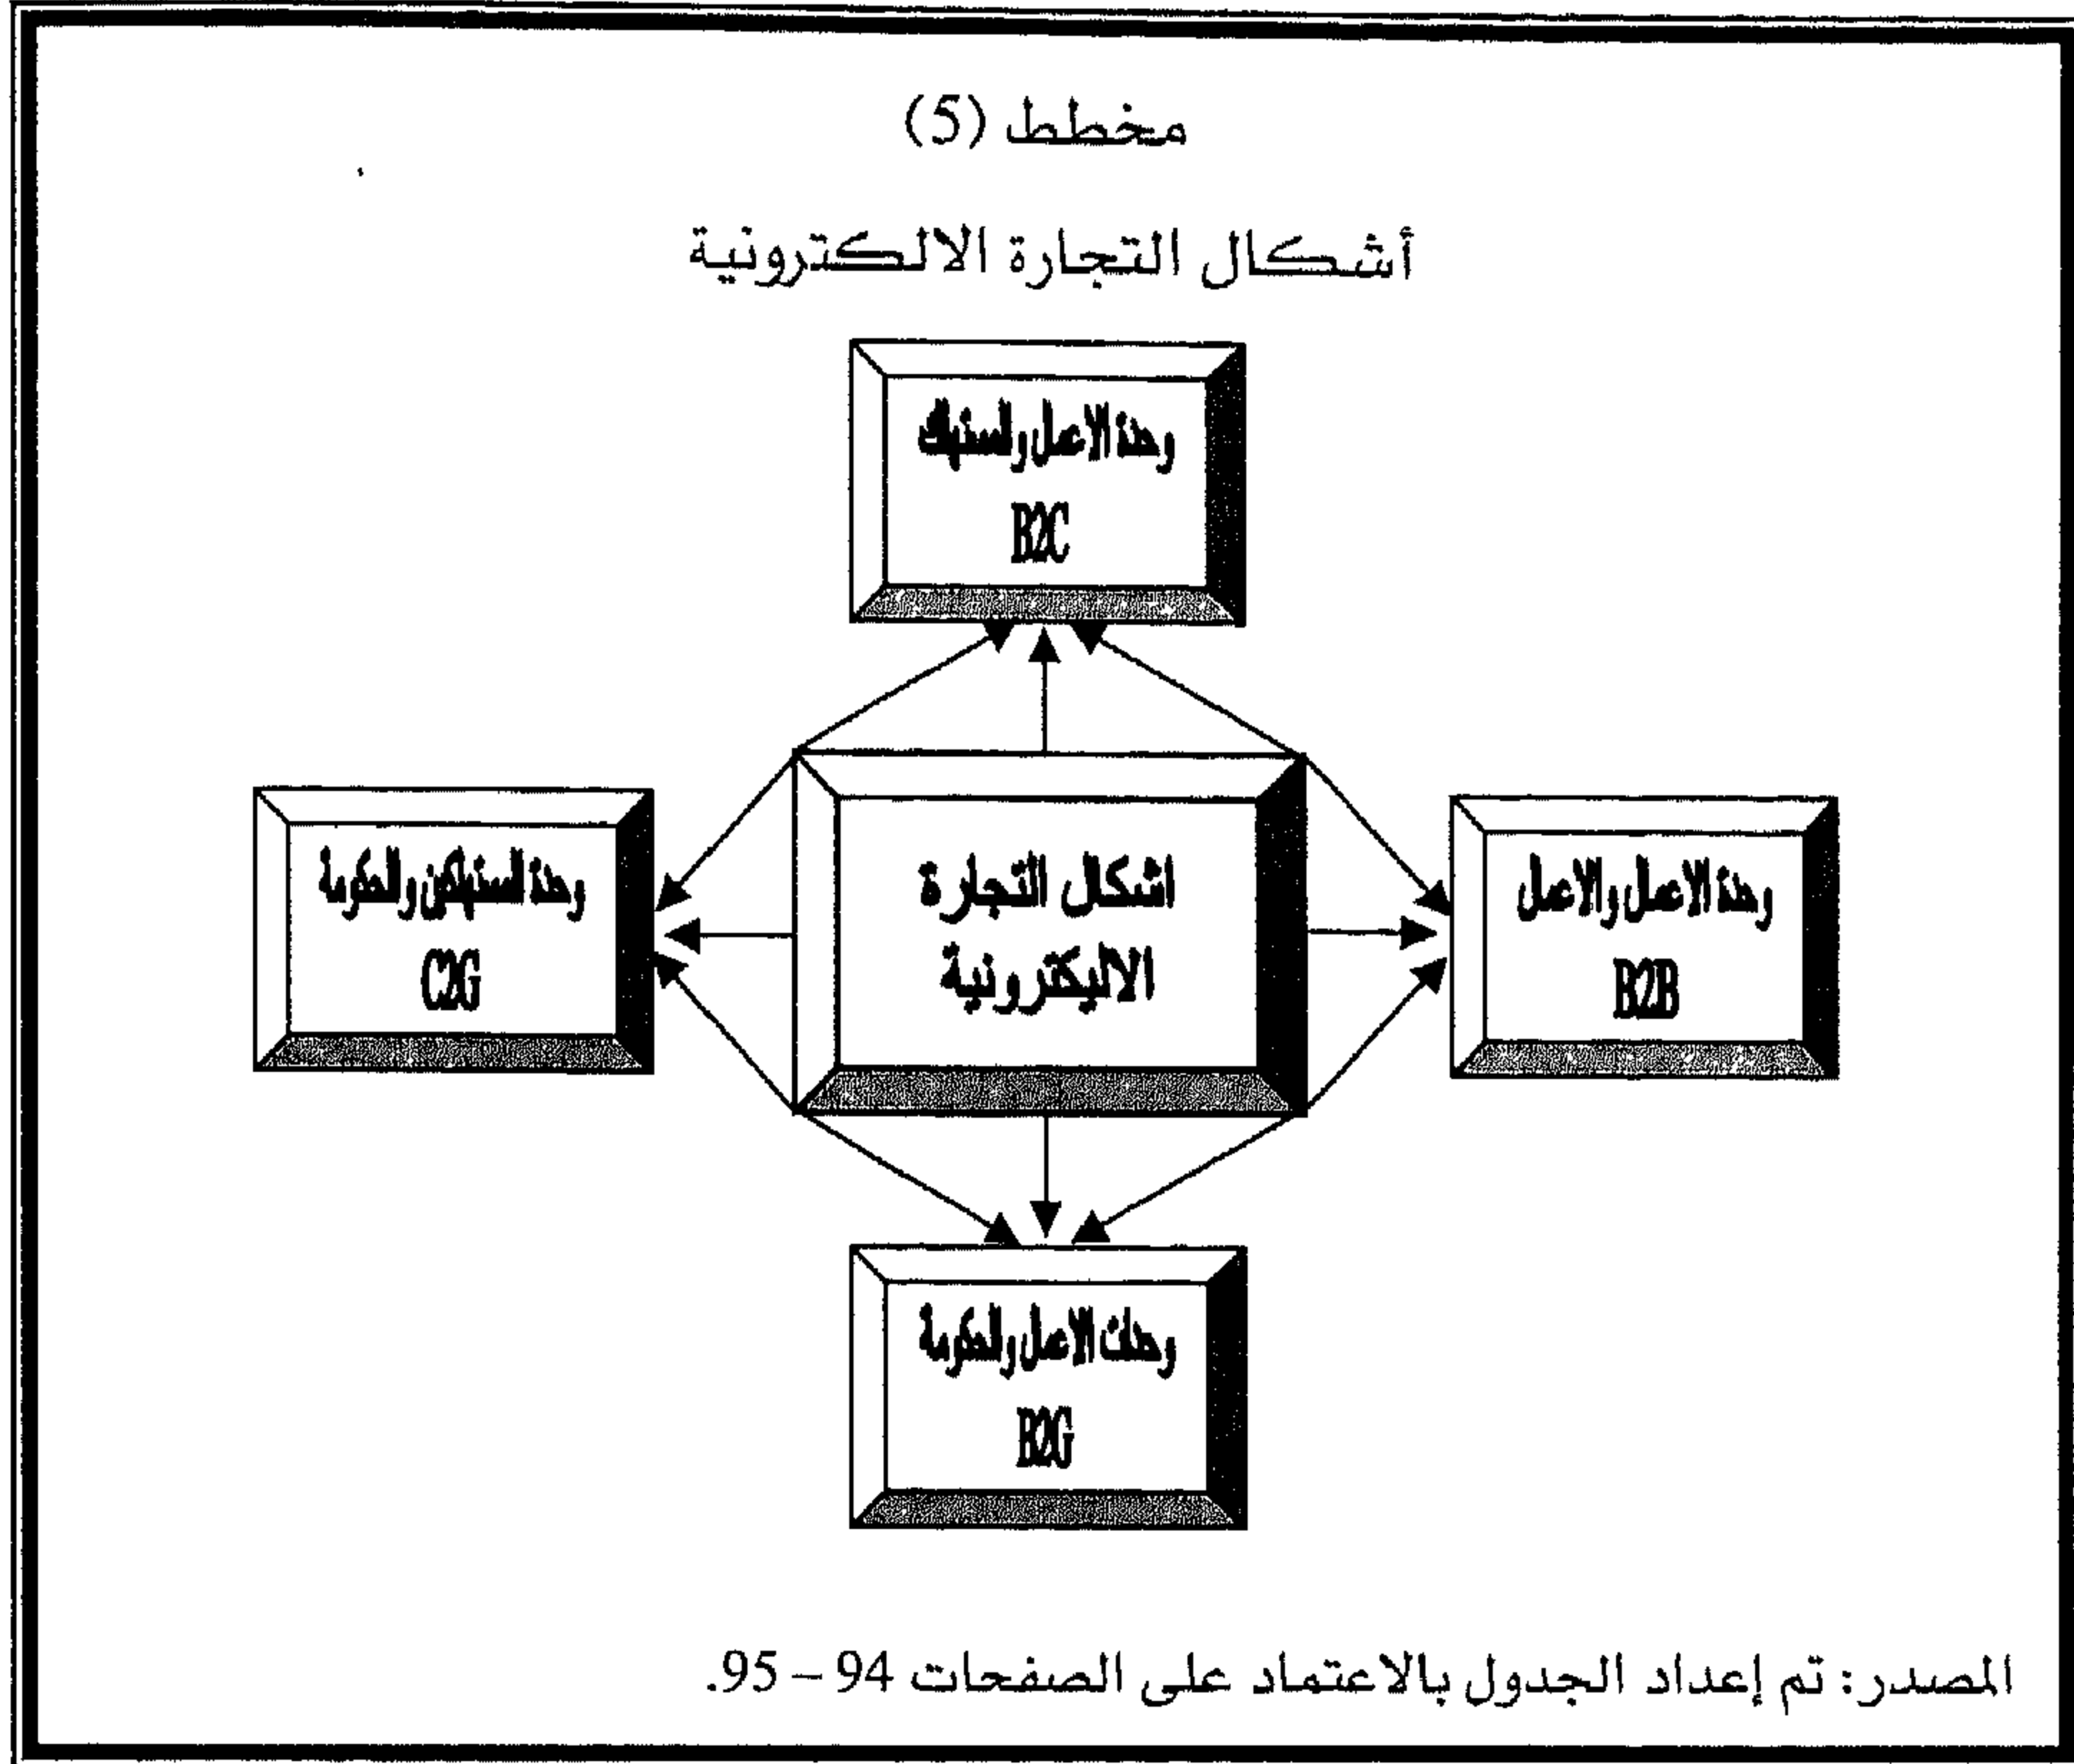 مخطط (5)
أشكال التجارة الالكترونية
وحدة الاعمال والمستهلك
B2C
وحدة المستهلكين والحكومة
C2G
اشكال التجارة
الاليكترونية
وحدة الاعمال والاعمال
B2B
وحدات الاعمال والحكومة
B2G
المصدر: تم إعداد الجدول بالاعتماد على الصفحات 94 – 95.